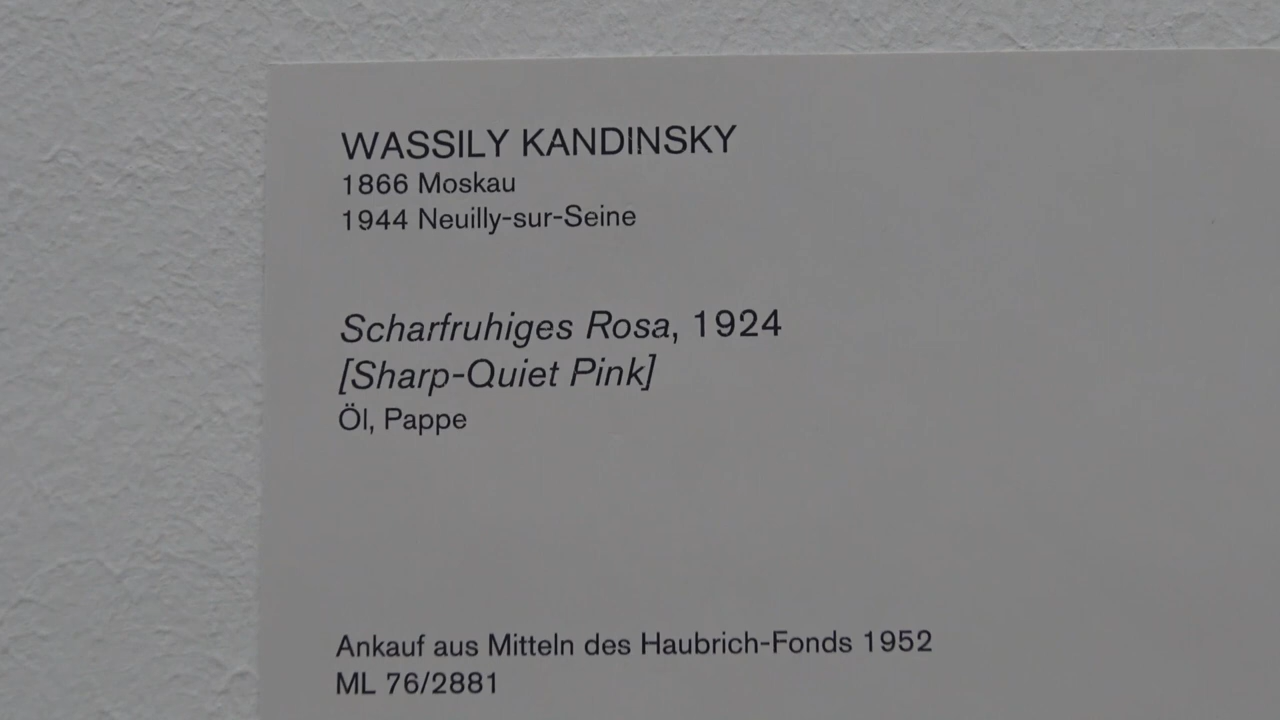 WASSILY KANDINSKY
1866 Moskau
1944 Neuilly-sur-Seine
Scharfruhiges Rosa, 1924
[Sharp-Quiet Pink]
Öl, Pappe
Ankauf aus Mitteln des Haubrich-Fonds 1952
ML 76/2881